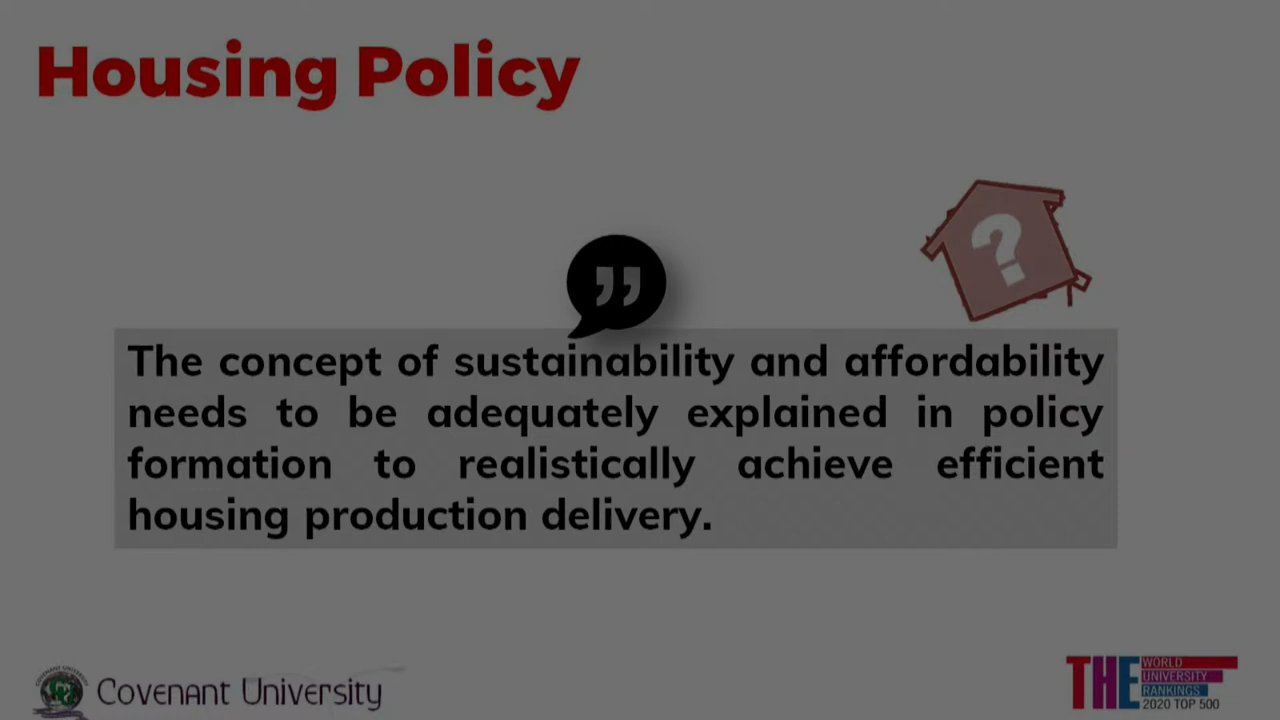 Housing Policy
?
The concept of sustainability and affordability
needs to be adequately explained in policy
formation to realistically achieve efficient
housing production delivery.
Covenant University
THE WORLD
UNIVERSITY
RANKINGS
2020 TOP 500